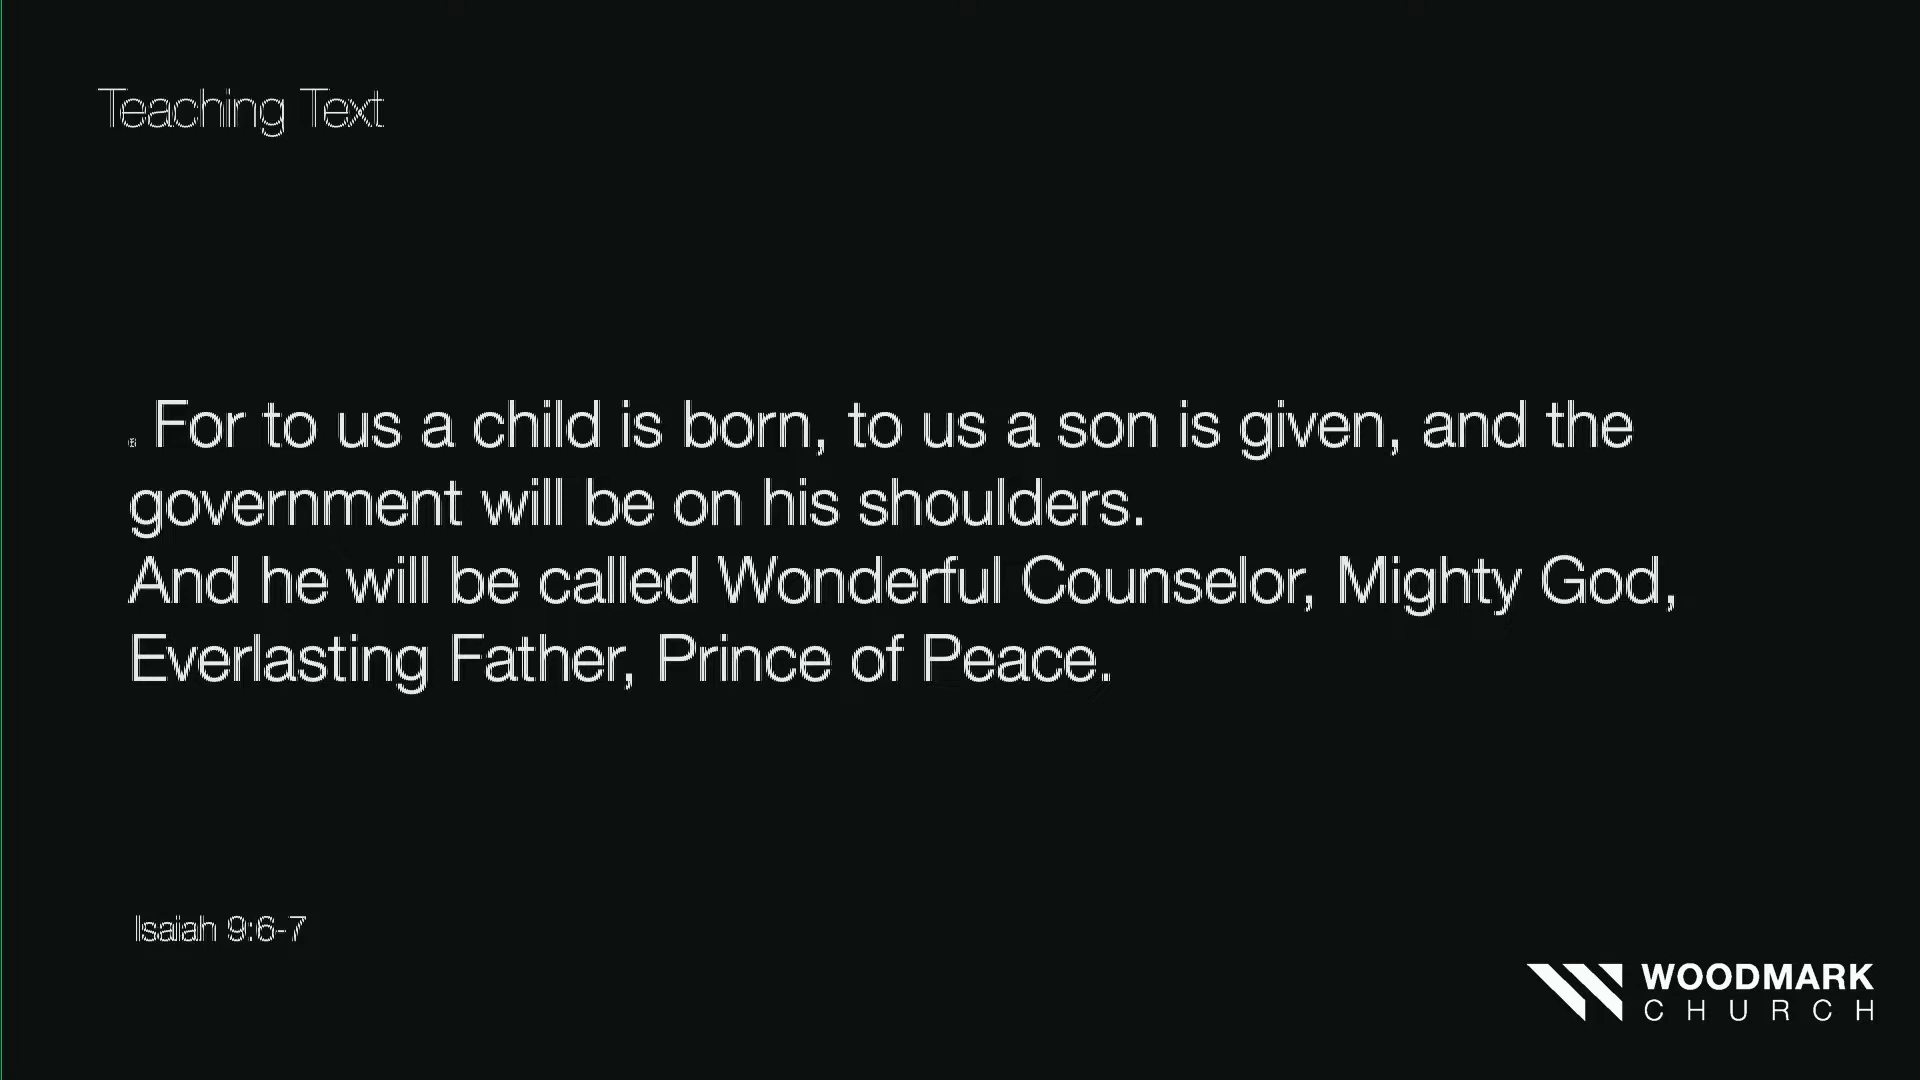 Teaching Text
6 For to us a child is born, to us a son is given, and the
government will be on his shoulders.
And he will be called Wonderful Counselor, Mighty God,
Everlasting Father, Prince of Peace.
Isaiah 9:6-7
WOODMARK
CHURCH